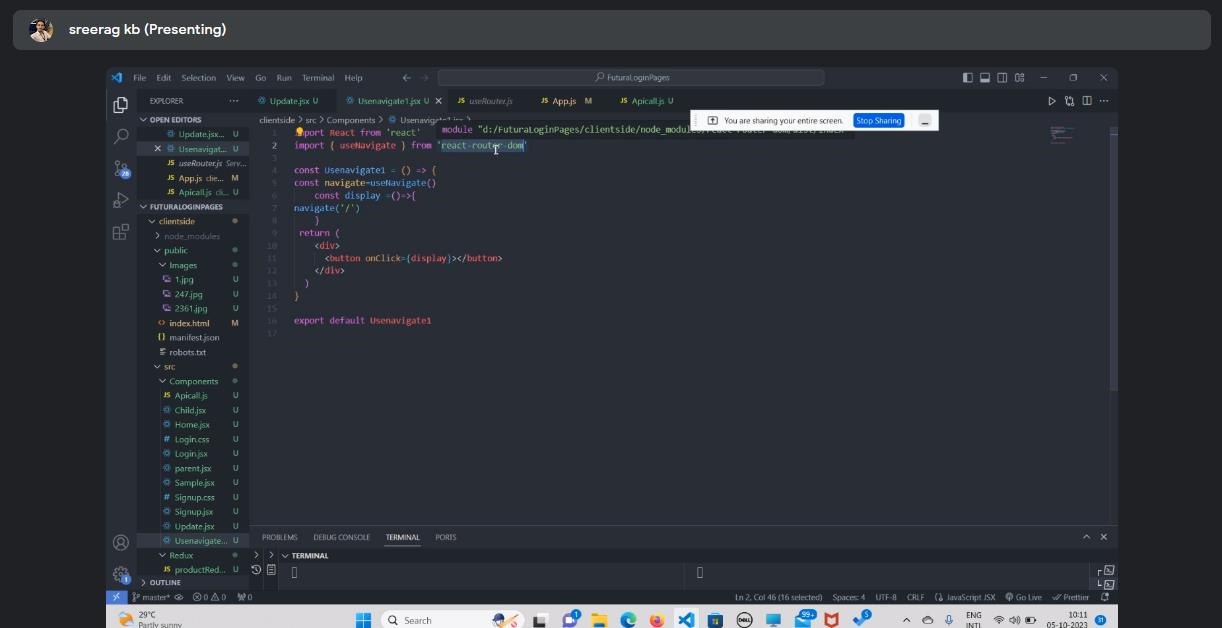 sreerag kb (Presenting)
File Edit Selection View Go Run Terminal Help
FuturaLoginPages
EXPLORER
Update.jsx U
Usenavigate1.jsx U
useRouter.js
JS App.js M
JS Apicall.js U
OPEN EDITORS
Update.jsx... U
Usenavigat... U
JS useRouter.js Serv...
JS App.js clie... M
JS Apicall.js cli... U
FUTURALOGINPAGES
clientside
node_modules
public
Images
1.jpg U
247.jpg U
2361.jpg U
index.html M
manifest.json
robots.txt
src
Components
JS Apicall.js U
Child.jsx U
Home.jsx U
# Login.css U
Login.jsx U
parent.jsx U
Sample.jsx U
# Signup.css U
Signup.jsx U
Update.jsx U
Usenavigate... U
Redux
JS productRed... U
OUTLINE
clientside > src > Components > Usenavigate1.jsx
You are sharing your entire screen. Stop Sharing
module "d:/FuturaLoginPages/clientside/node_modules/
1 import React from 'react'
2 import { useNavigate } from 'react-router-dom'
3
4 const Usenavigate1 = () => {
5 const navigate=useNavigate()
6 const display =()=>{
7 navigate('/')
8 }
9 return (
10 <div>
11 <button onClick={display}></button>
12 </div>
13 )
14 }
15
16 export default Usenavigate1
17
PROBLEMS DEBUG CONSOLE TERMINAL PORTS
TERMINAL
master* 0 0 0 Ln 2, Col 46 (16 selected) Spaces: 4 UTF-8 CRLF JavaScript JSX Go Live Prettier
29°C
Partly sunny
Search
ENG
INTL
10:11
05-10-2023